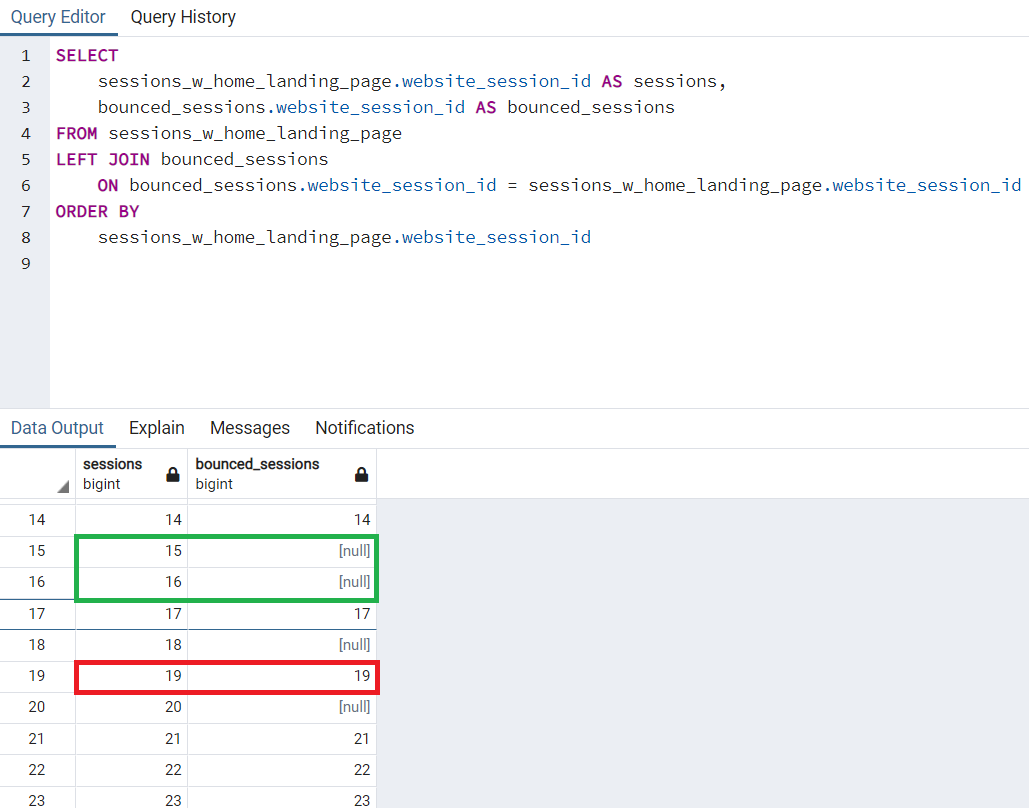 Query Editor Query History
1 SELECT
2 sessions_w_home_landing_page.website_session_id AS sessions,
3 bounced_sessions.website_session_id AS bounced_sessions
4 FROM sessions_w_home_landing_page
5 LEFT JOIN bounced_sessions
6 ON bounced_sessions.website_session_id = sessions_w_home_landing_page.website_session_id
7 ORDER BY
8 sessions_w_home_landing_page.website_session_id
9
Data Output Explain Messages Notifications
sessions bounced_sessions
bigint bigint
14 14 14
15 15 [null]
16 16 [null]
17 17 17
18 18 [null]
19 19 19
20 20 [null]
21 21 21
22 22 22
23 23 23